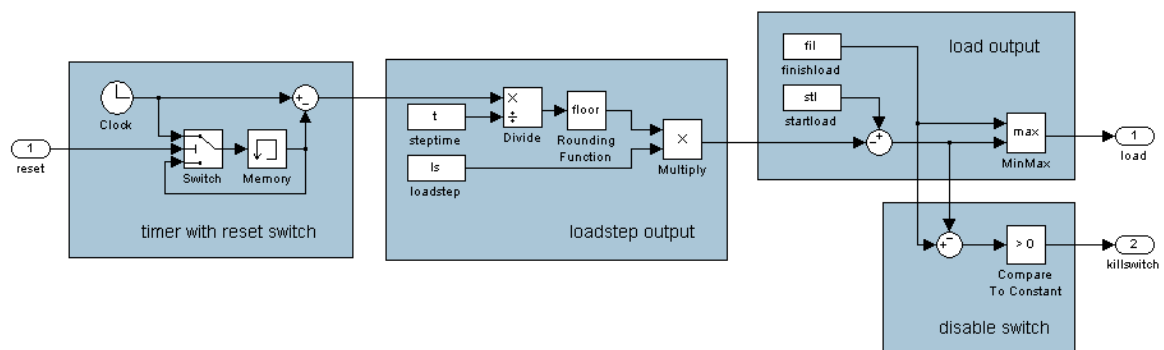 fil
finishload
load output
stl
startload
Clock
t
steptime
Divide
floor
Rounding
Function
1
reset
Switch
Memory
ls
loadstep
Multiply
max
MinMax
1
load
timer with reset switch
loadstep output
> 0
Compare
To Constant
2
killswitch
disable switch